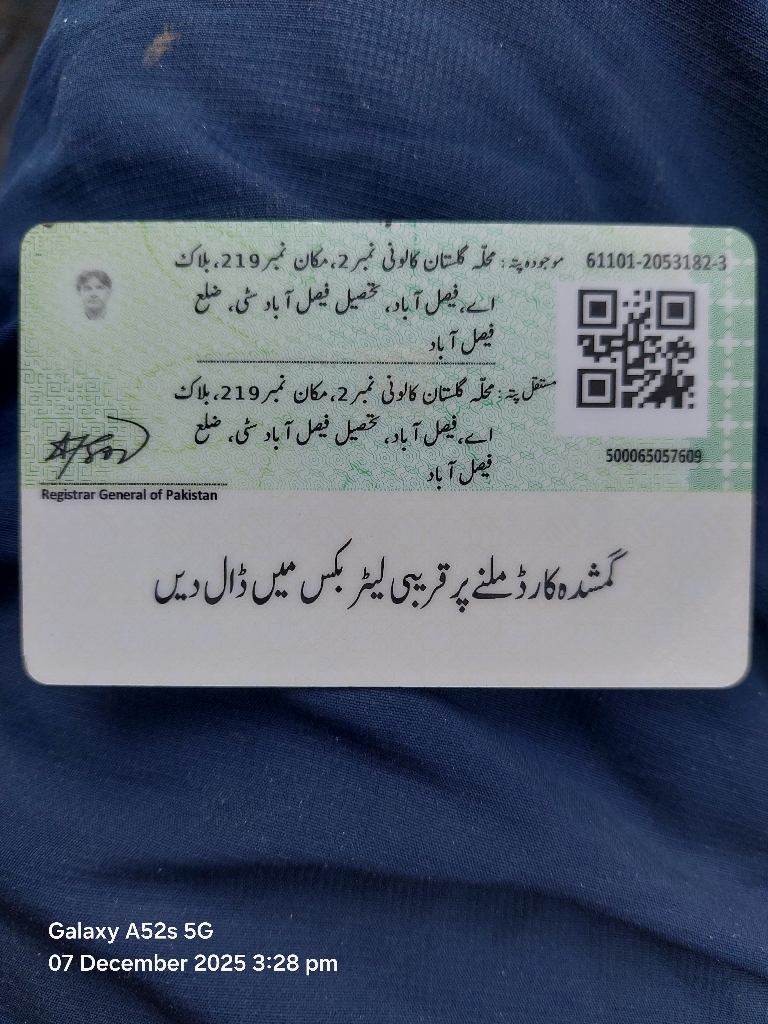 61101-2053182-3
موجودہ پتہ: محلّہ گلستان کالونی نمبر 2، مکان نمبر 219، بلاک
اے، فیصل آباد، تحصیل فیصل آباد سٹی، ضلع
فیصل آباد
مستقل پتہ: محلّہ گلستان کالونی نمبر 2، مکان نمبر 219، بلاک
اے، فیصل آباد، تحصیل فیصل آباد سٹی، ضلع
فیصل آباد
500065057609
Registrar General of Pakistan
گمشدہ کارڈ ملنے پر قریبی لیٹر بکس میں ڈال دیں
Galaxy A52s 5G
07 December 2025 3:28 pm